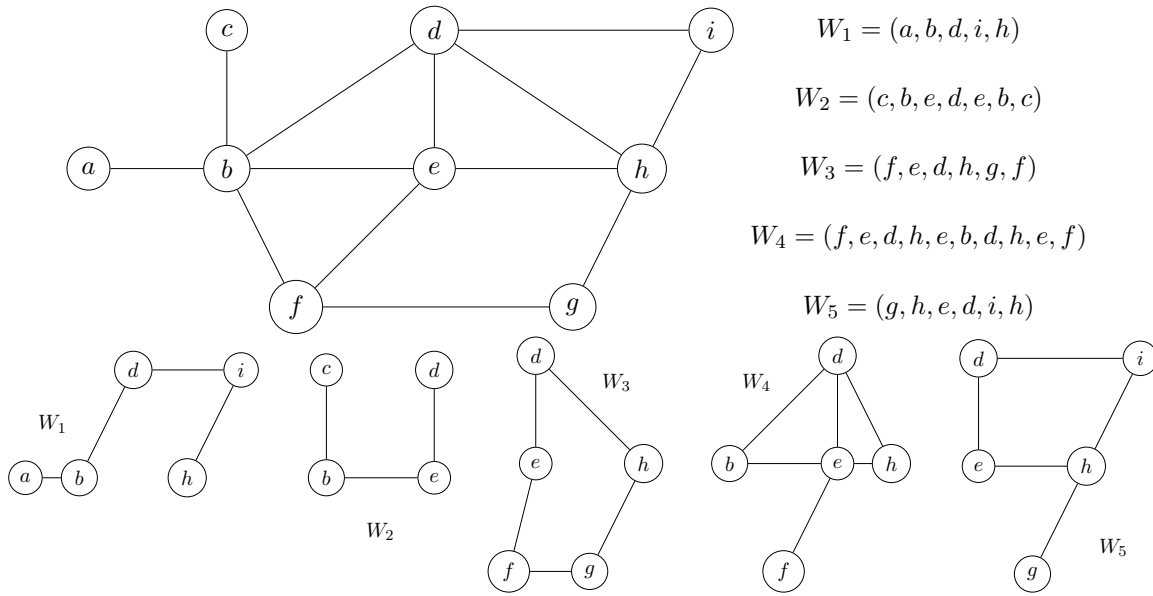 c
d
i
W₁ = (a, b, d, i, h)
W₂ = (c, b, e, d, e, b, c)
a
b
e
h
W₃ = (f, e, d, h, g, f)
W₄ = (f, e, d, h, e, b, d, h, e, f)
f
g
W₅ = (g, h, e, d, i, h)
d
i
W₁
a
b
h
c
d
b
e
W₂
d
W₃
e
h
f
g
d
W₄
b
e
h
f
d
i
e
h
W₅
g